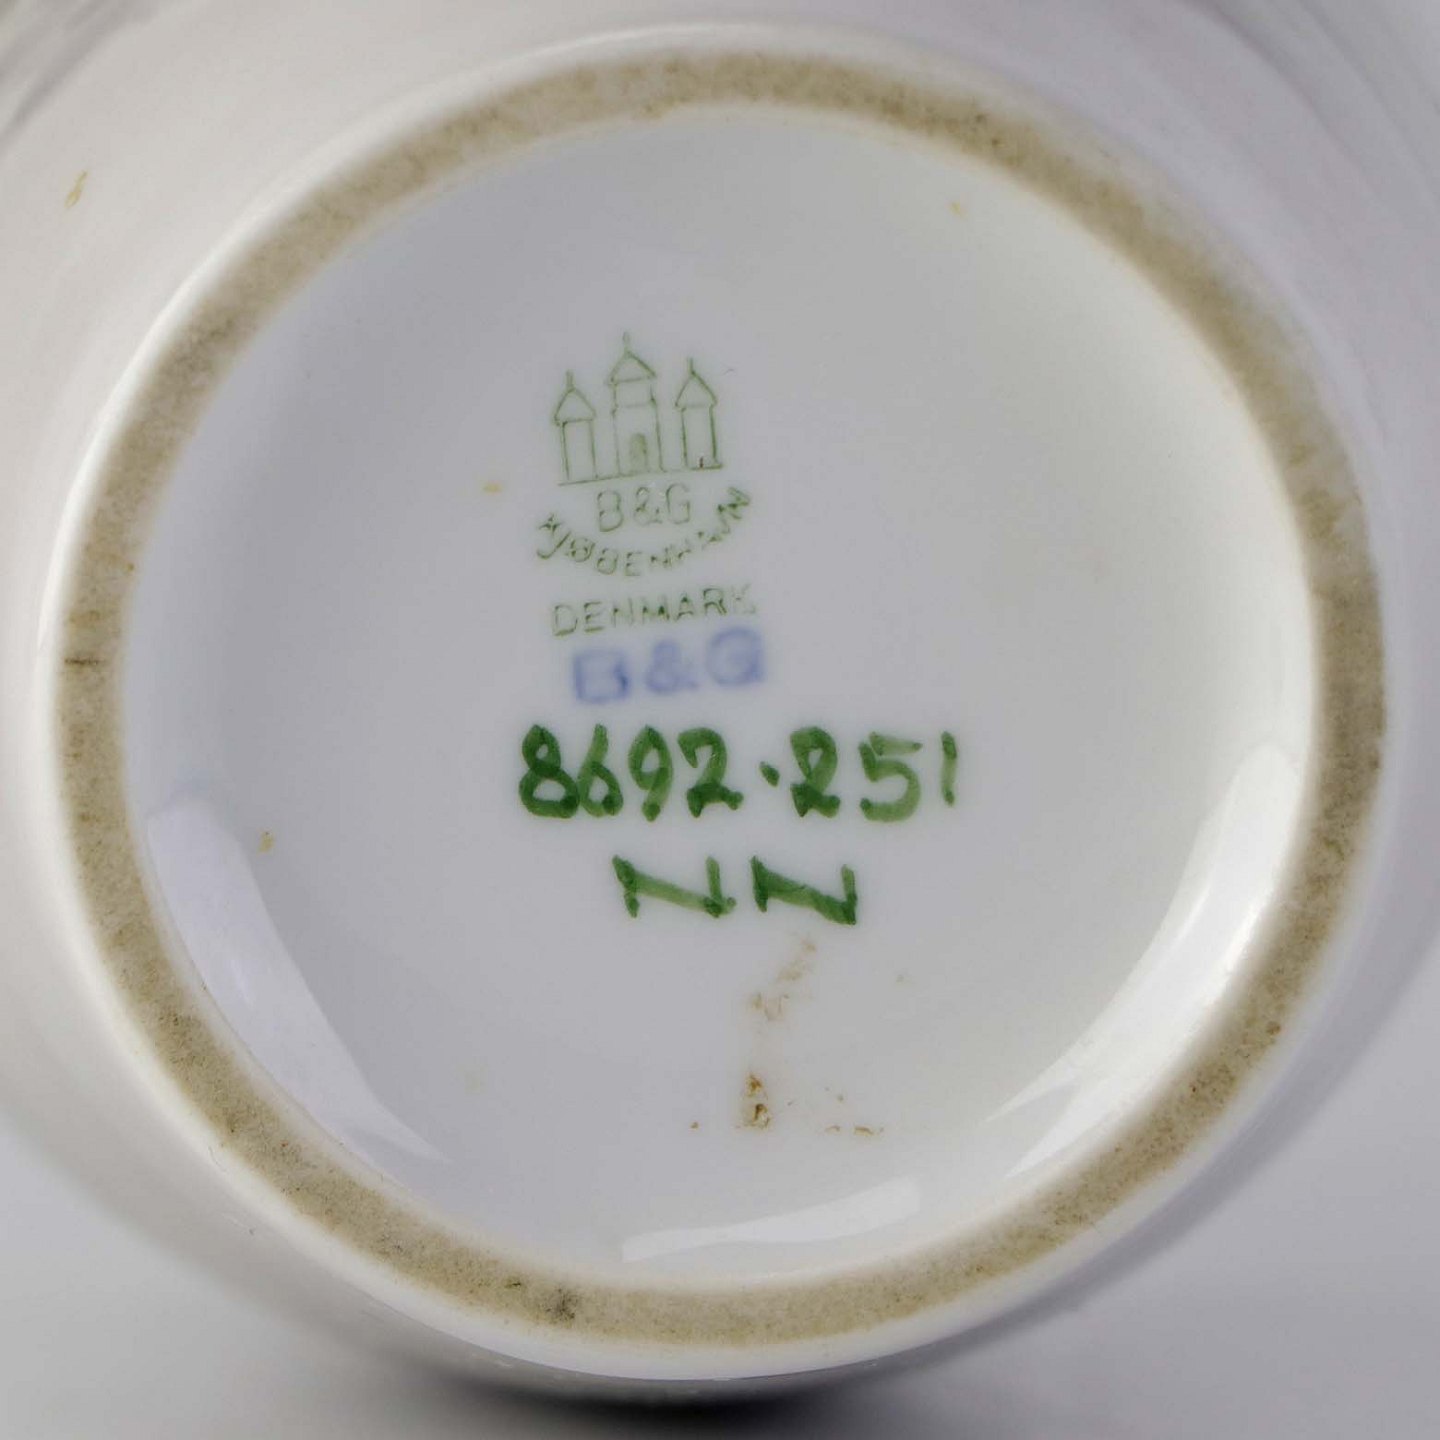 B&G
KJØBENHAVN
DENMARK
B&G
8692·251
NN